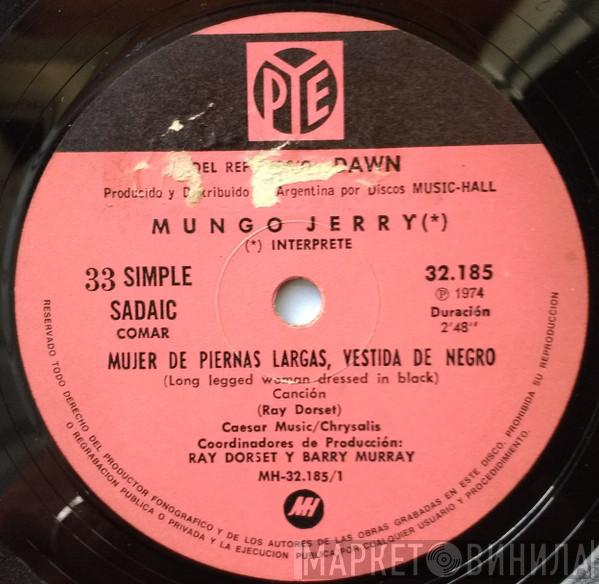 PYE
DEL DAWN
Producido y Distribuido Argentina por Discos MUSIC-HALL
MUNGO JERRY(*)
(*) INTERPRETE
33 SIMPLE
SADAIC
COMAR
32.185
Ⓟ 1974
Duración
2'48''
MUJER DE PIERNAS LARGAS, VESTIDA DE NEGRO
(Long legged woman dressed in black)
Canción
(Ray Dorset)
Caesar Music/Chrysalis
Coordinadores de Producción:
RAY DORSET Y BARRY MURRAY
MH-32.185/1
MH
RESERVADO TODO DERECHO DEL PRODUCTOR FONOGRAFICO Y DE LOS AUTORES DE LAS OBRAS GRABADAS EN ESTE DISCO. PROHIBIDA SU REPRODUCCION
O REGRABACION PUBLICA O PRIVADA Y LA EJECUCION PUBLICA POR CUALQUIER USUARIO Y PROCEDIMIENTO.
МАРКЕТ ВИНИЛА